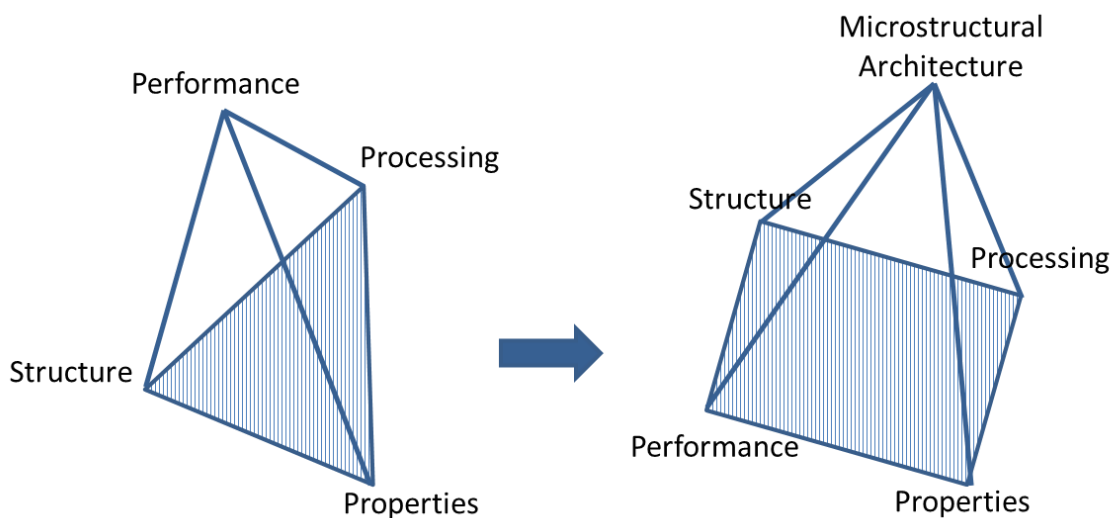 Performance
Processing
Structure
Properties
Microstructural
Architecture
Structure
Processing
Performance
Properties